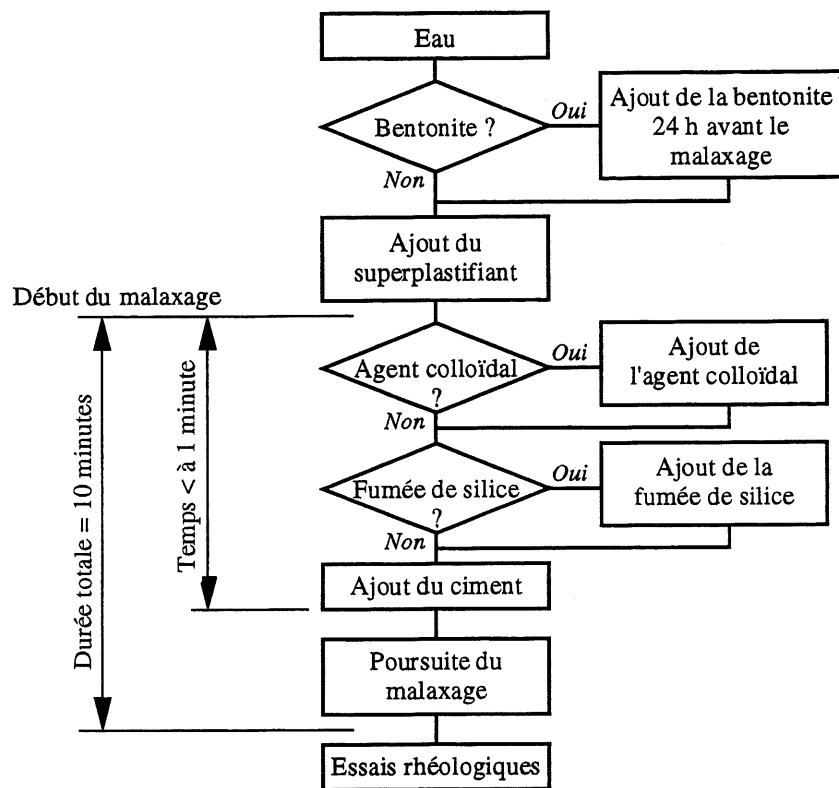 Eau
Bentonite ?
Oui
Ajout de la bentonite
24 h avant le
malaxage
Non
Ajout du
superplastifiant
Début du malaxage
Agent colloïdal
?
Oui
Ajout de
l'agent colloïdal
Non
Fumée de silice
?
Oui
Ajout de la
fumée de silice
Non
Ajout du ciment
Temps < à 1 minute
Durée totale = 10 minutes
Poursuite du
malaxage
Essais rhéologiques